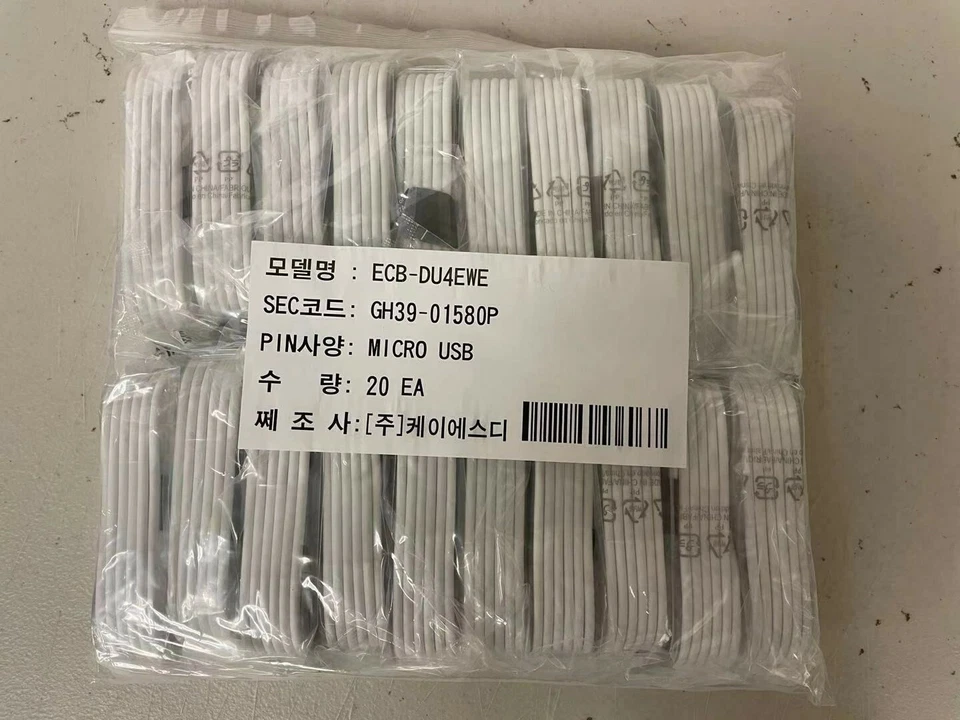 모델명 : ECB-DU4EWE
SEC코드: GH39-01580P
PIN사양: MICRO USB
수 량: 20 EA
쩨 조 사:[주]케이에스디